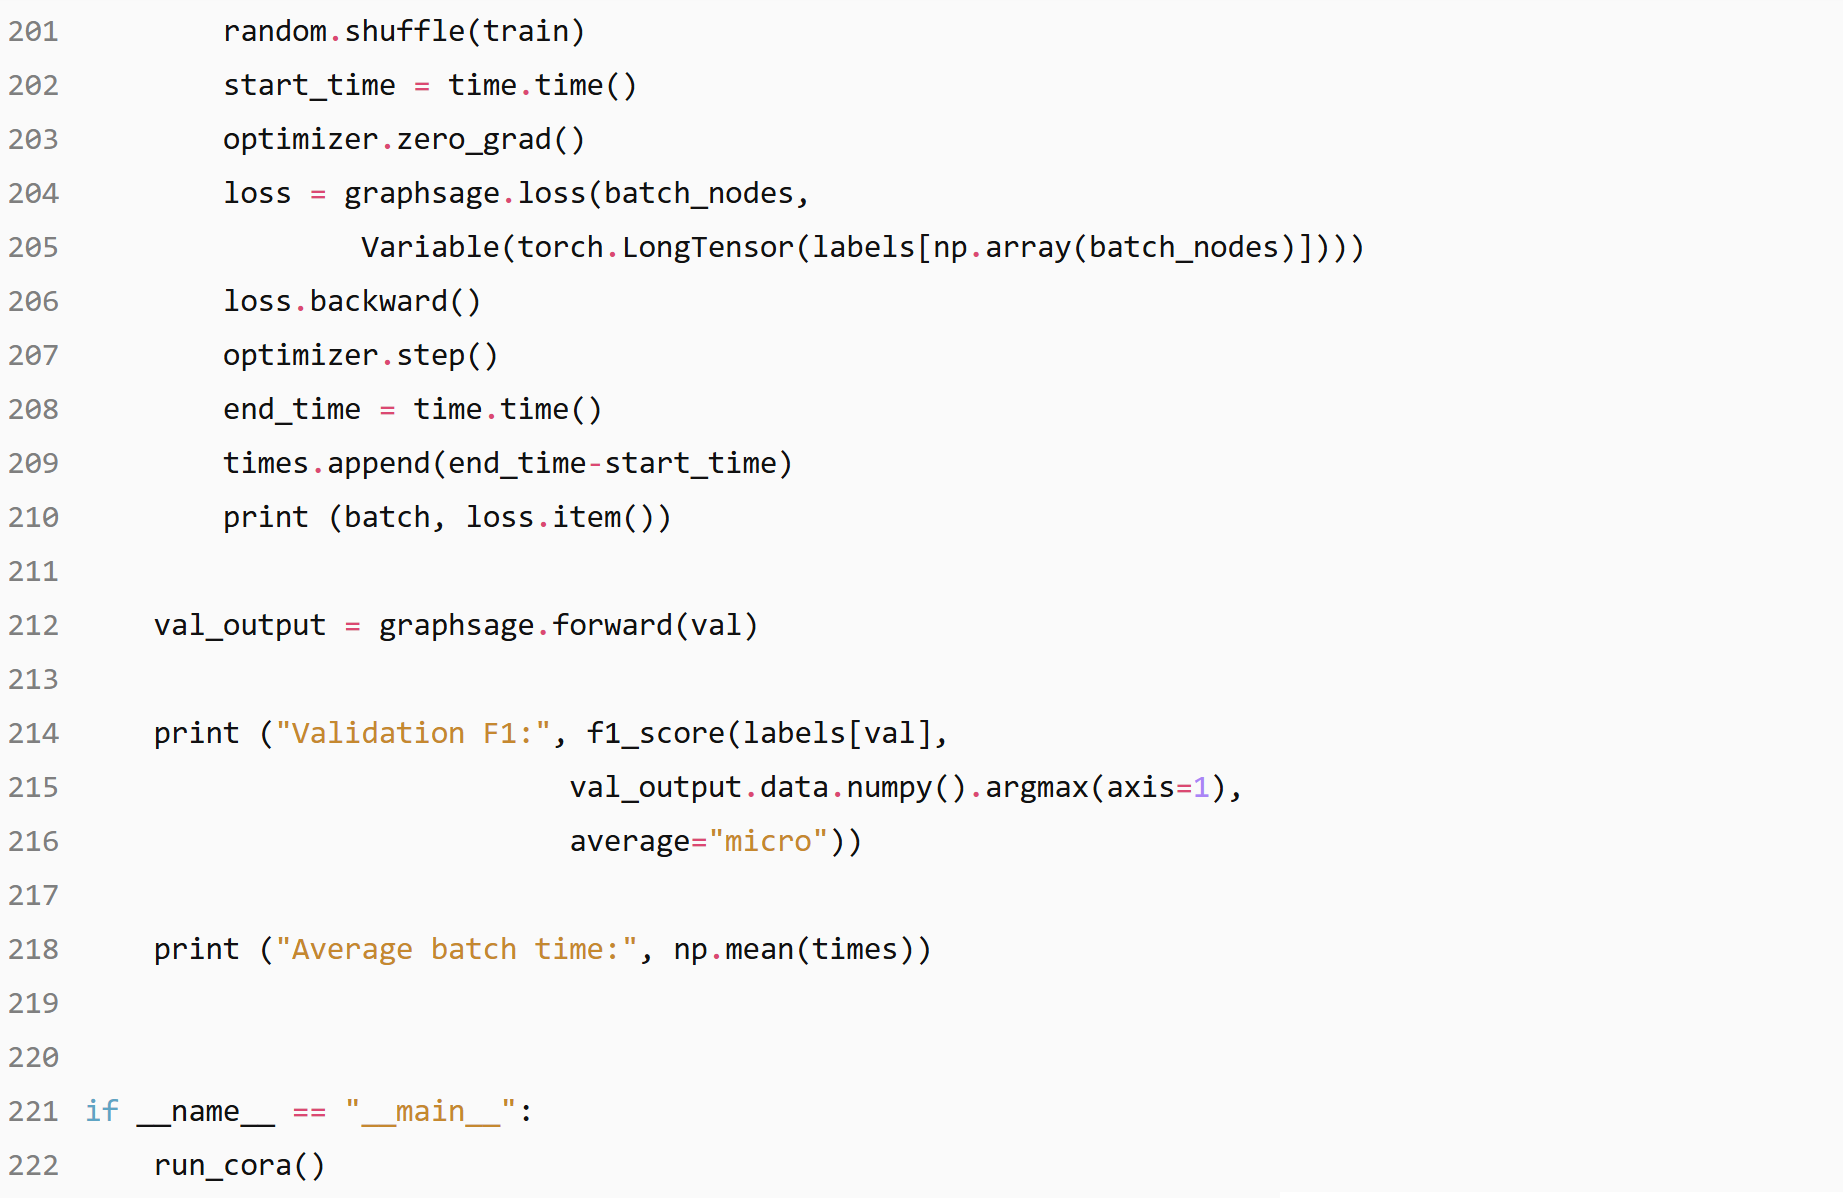 201 random.shuffle(train)
202 start_time = time.time()
203 optimizer.zero_grad()
204 loss = graphsage.loss(batch_nodes,
205 Variable(torch.LongTensor(labels[np.array(batch_nodes)])))
206 loss.backward()
207 optimizer.step()
208 end_time = time.time()
209 times.append(end_time-start_time)
210 print (batch, loss.item())
211
212 val_output = graphsage.forward(val)
213
214 print ("Validation F1:", f1_score(labels[val],
215 val_output.data.numpy().argmax(axis=1),
216 average="micro"))
217
218 print ("Average batch time:", np.mean(times))
219
220
221 if __name__ == "__main__":
222 run_cora()